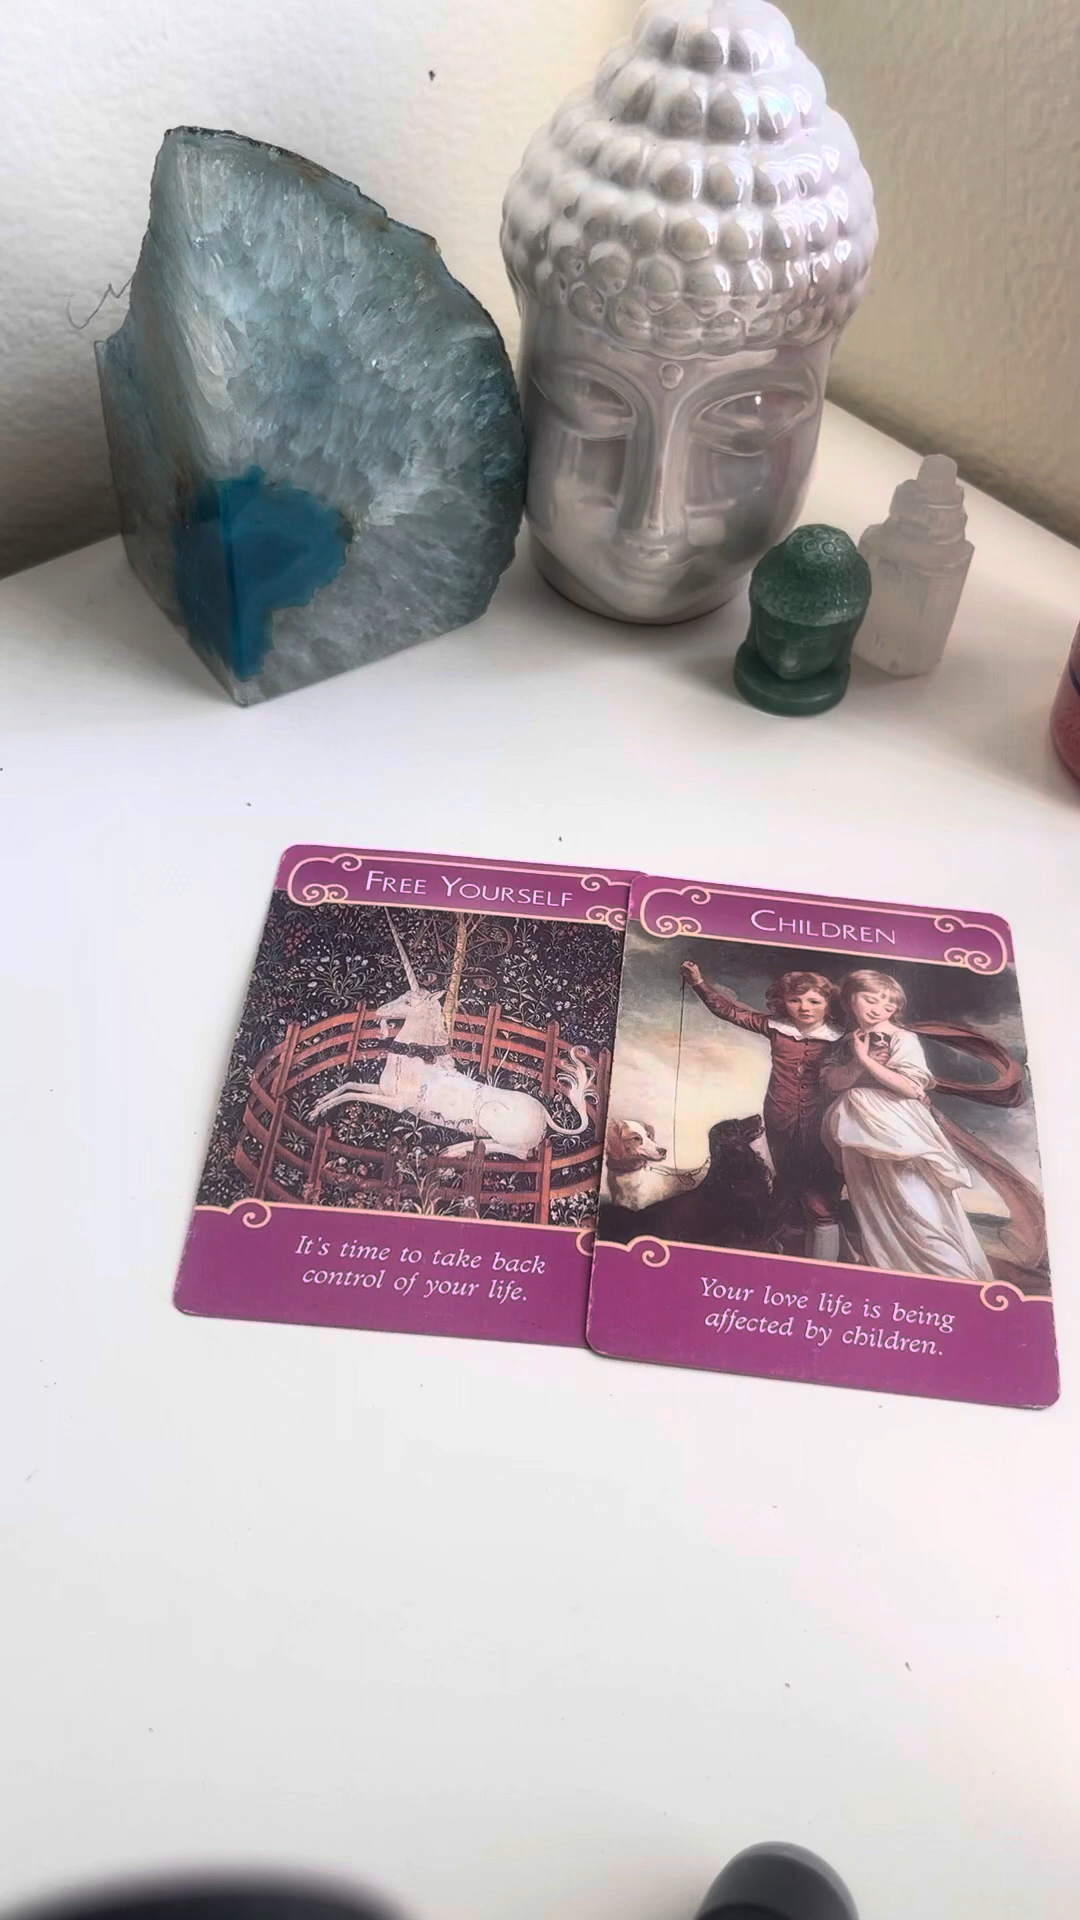 FREE YOURSELF
It's time to take back
control of your life.
CHILDREN
Your love life is being
affected by children.